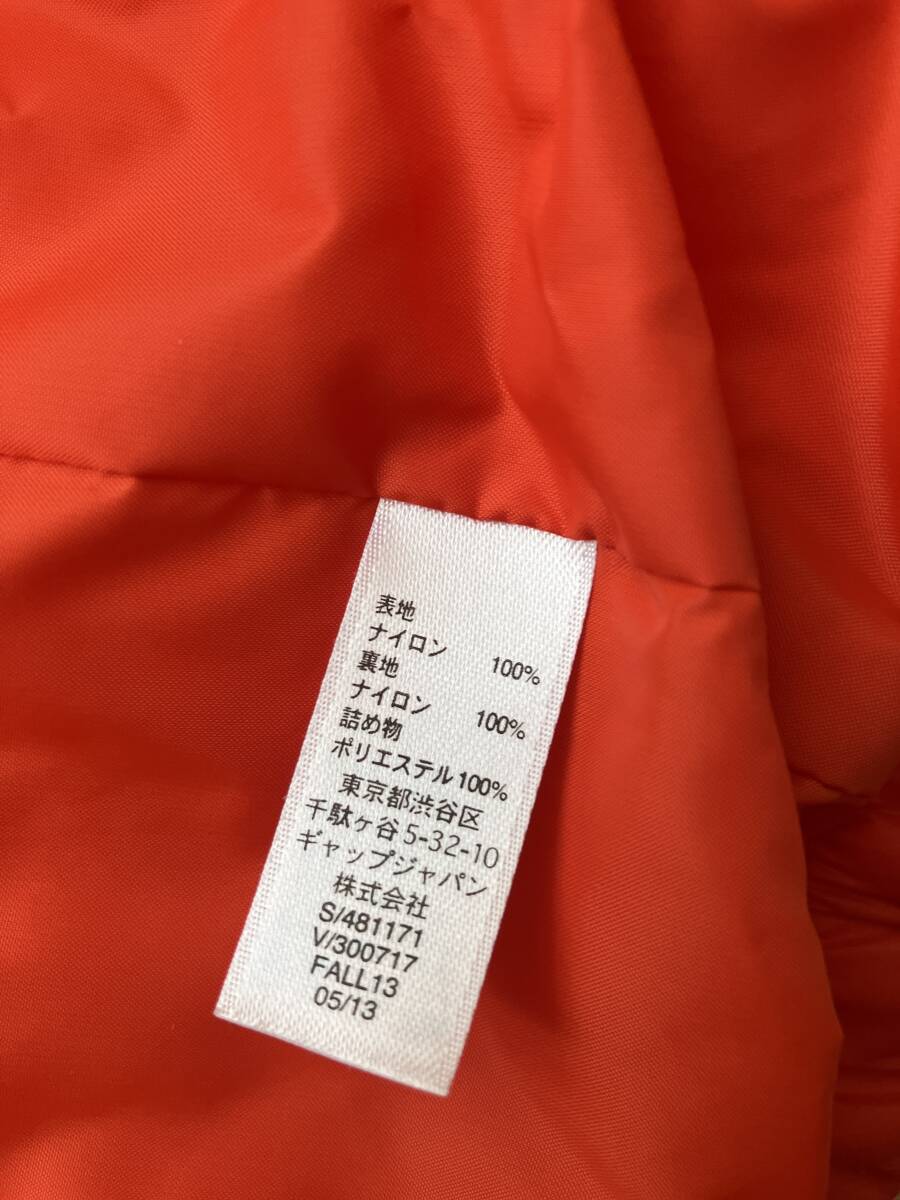 表地
ナイロン 100%
裏地
ナイロン 100%
詰め物
ポリエステル100%
東京都渋谷区
千駄ヶ谷5-32-10
ギャップジャパン
株式会社
S/481171
V/300717
FALL13
05/13